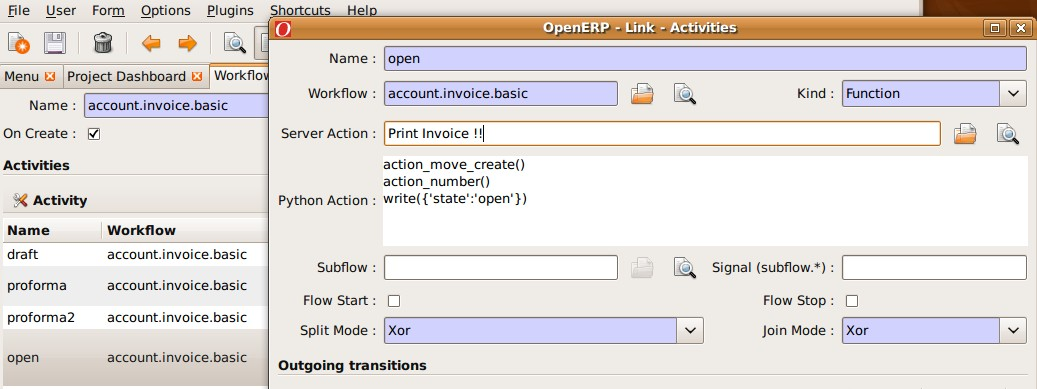 File User Form Options Plugins Shortcuts Help
OpenERP - Link - Activities
Menu Project Dashboard Workflow
Name : account.invoice.basic
On Create :
Activities
Activity
Name Workflow
draft account.invoice.basic
proforma account.invoice.basic
proforma2 account.invoice.basic
open account.invoice.basic
Name : open
Workflow : account.invoice.basic Kind : Function
Server Action : Print Invoice !!
Python Action : action_move_create()
action_number()
write({'state':'open'})
Subflow : Signal (subflow.*) :
Flow Start : Flow Stop :
Split Mode : Xor Join Mode : Xor
Outgoing transitions